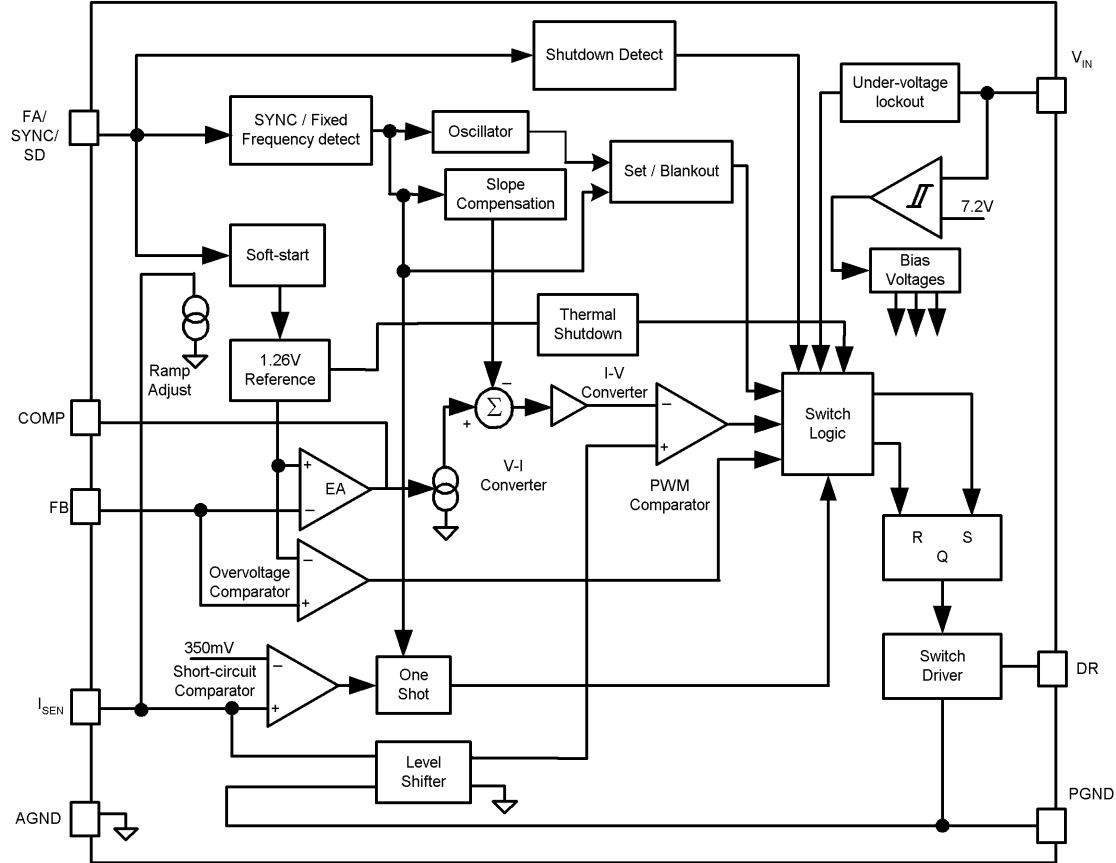 Shutdown Detect
V_IN
FA/
SYNC/
SD
Under-voltage
lockout
SYNC / Fixed
Frequency detect
Oscillator
Set / Blankout
Slope
Compensation
7.2V
Soft-start
Bias
Voltages
Thermal
Shutdown
1.26V
Reference
Ramp
Adjust
I-V
Converter
−
Σ
+
−
+
Switch
Logic
COMP
V-I
Converter
PWM
Comparator
+
EA
−
FB
R
S
Q
Overvoltage
Comparator
−
+
350mV
Short-circuit
Comparator
−
+
One
Shot
Switch
Driver
DR
I_SEN
Level
Shifter
PGND
AGND